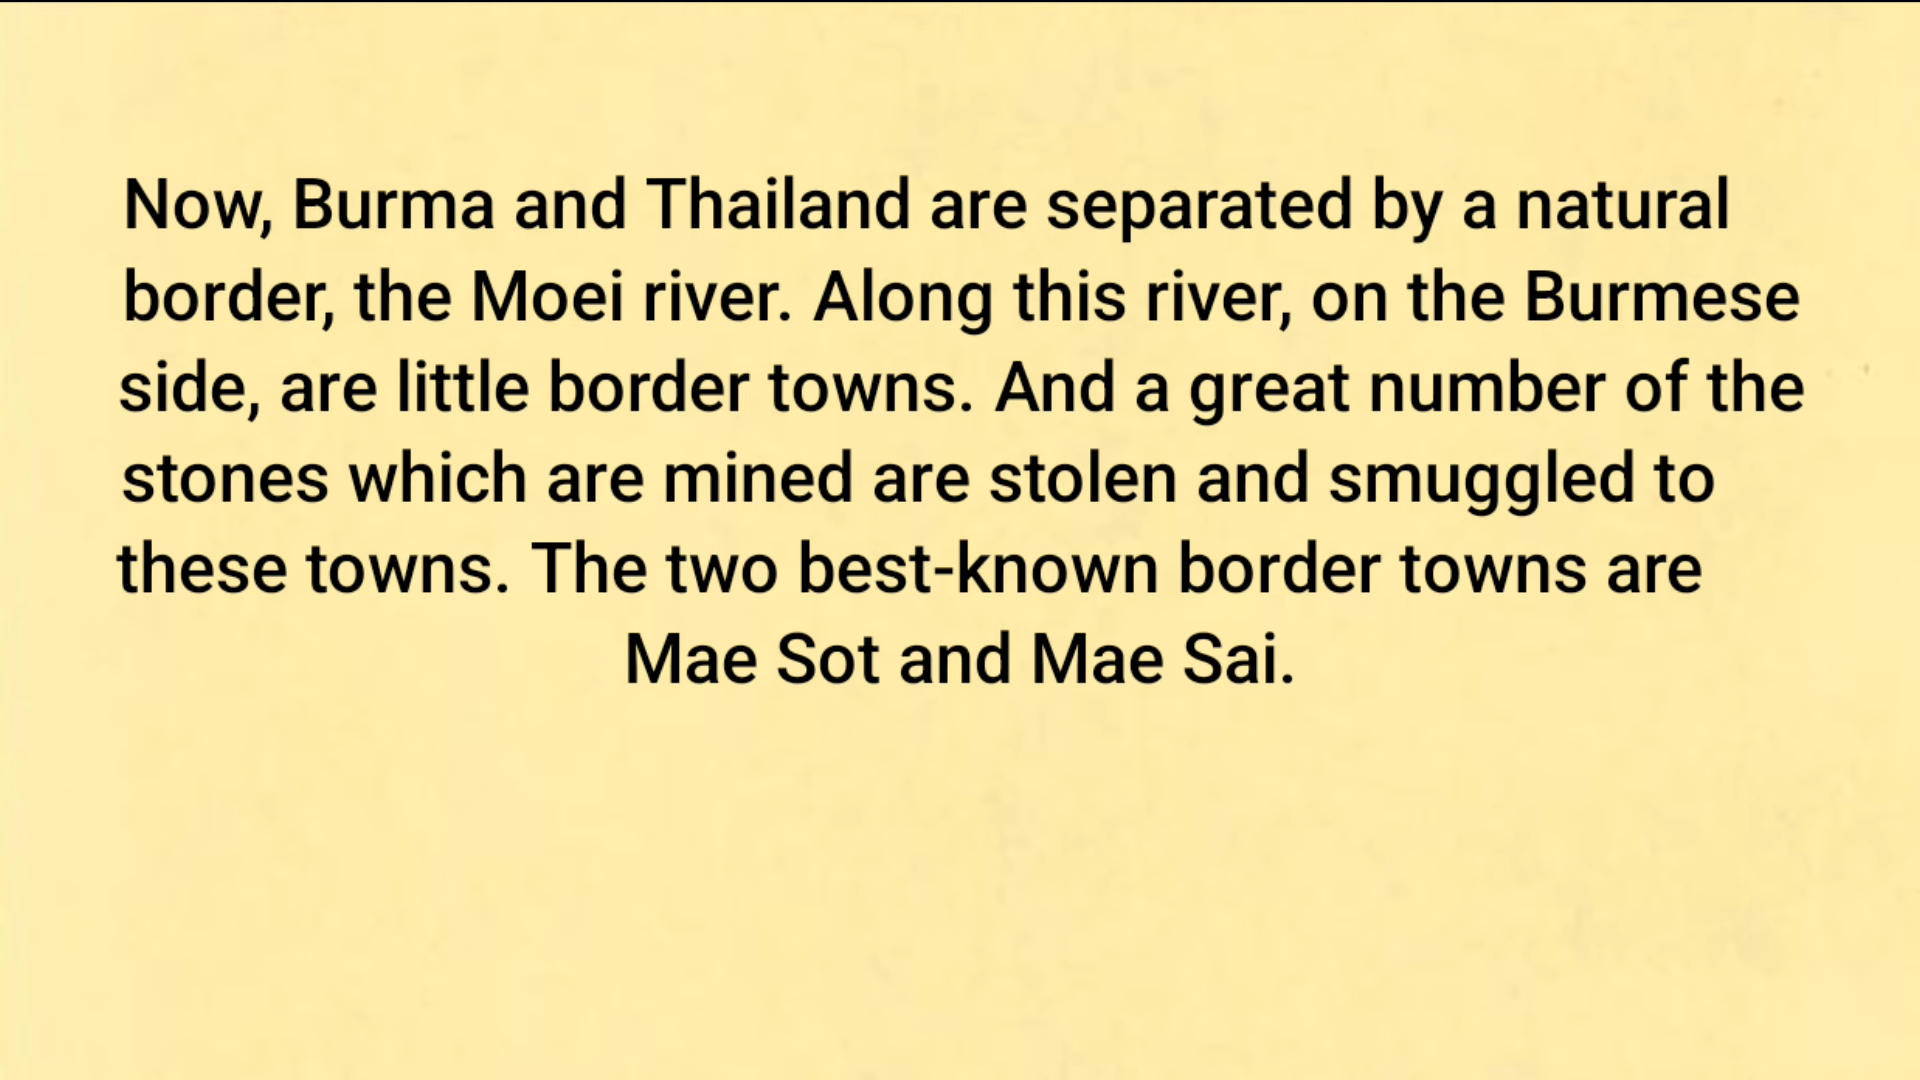 Now, Burma and Thailand are separated by a natural
border, the Moei river. Along this river, on the Burmese
side, are little border towns. And a great number of the
stones which are mined are stolen and smuggled to
these towns. The two best-known border towns are
Mae Sot and Mae Sai.